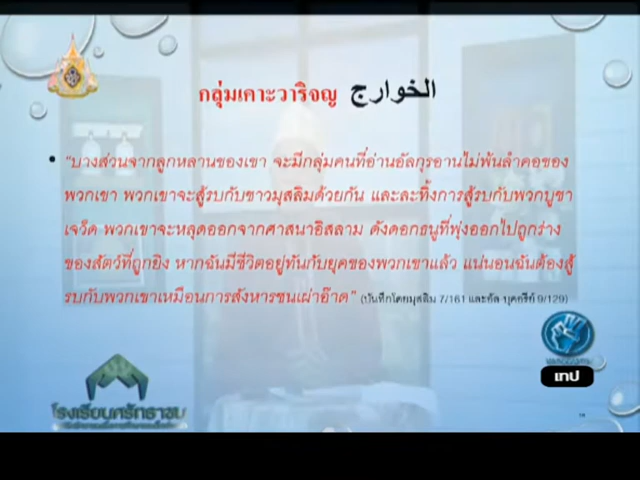 กลุ่มเคาะวาริจญ الخوارج
• "บางส่วนจากลูกหลานของเขา จะมีกลุ่มคนที่อ่านอัลกุรอานไม่พ้นลำคอของ
พวกเขา พวกเขาจะสู้รบกับชาวมุสลิมด้วยกัน และละทิ้งการสู้รบกับพวกบูชา
เจว็ด พวกเขาจะหลุดออกจากศาสนาอิสลาม ดังดอกธนูที่พุ่งออกไปถูกร่าง
ของสัตว์ที่ถูกยิง หากฉันมีชีวิตอยู่ทันกับยุคของพวกเขาแล้ว แน่นอนฉันต้องสู้
รบกับพวกเขาเหมือนการสังหารชนเผ่าอ๊าด" (บันทึกโดยมุสลิม 7/161 และอัล บุคอรีย์ 9/129)
เทป